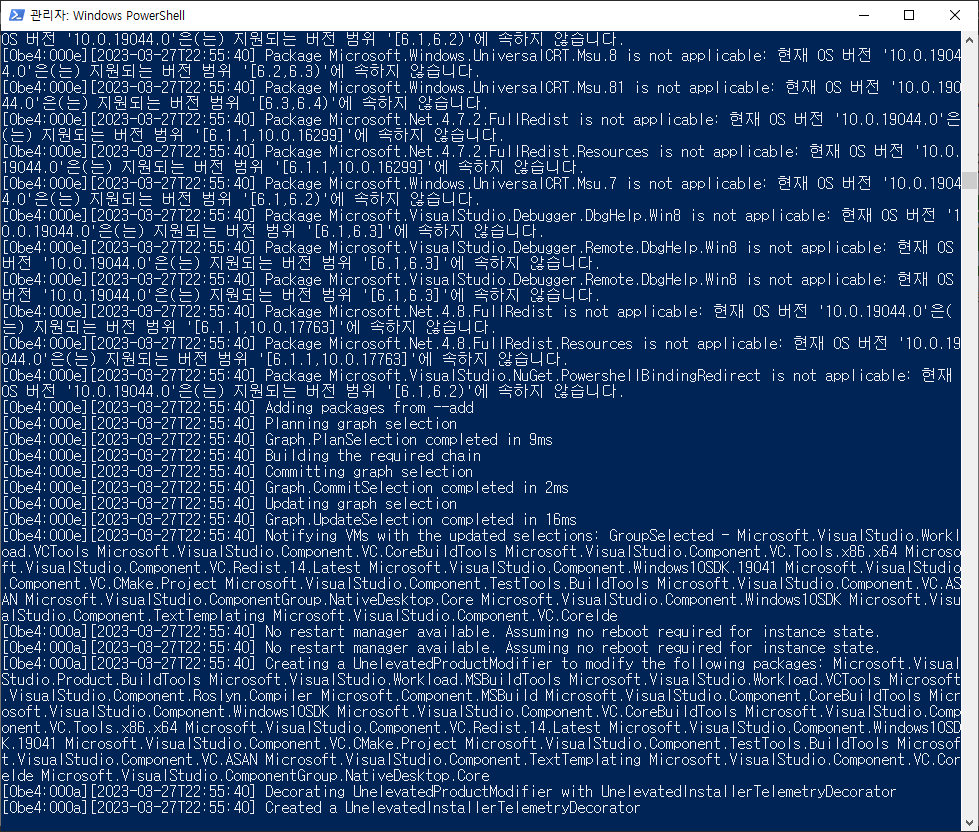 관리자: Windows PowerShell
OS 버전 '10.0.19044.0'은(는) 지원되는 버전 범위 '[6.1,6.2)'에 속하지 않습니다.
[0be4:000e][2023-03-27T22:55:40] Package Microsoft.Windows.UniversalCRT.Msu.8 is not applicable: 현재 OS 버전 '10.0.1904
4.0'은(는) 지원되는 버전 범위 '[6.2,6.3)'에 속하지 않습니다.
[0be4:000e][2023-03-27T22:55:40] Package Microsoft.Windows.UniversalCRT.Msu.81 is not applicable: 현재 OS 버전 '10.0.190
44.0'은(는) 지원되는 버전 범위 '[6.3,6.4)'에 속하지 않습니다.
[0be4:000e][2023-03-27T22:55:40] Package Microsoft.Net.4.7.2.FullRedist is not applicable: 현재 OS 버전 '10.0.19044.0'은
(는) 지원되는 버전 범위 '[6.1.1,10.0.16299]'에 속하지 않습니다.
[0be4:000e][2023-03-27T22:55:40] Package Microsoft.Net.4.7.2.FullRedist.Resources is not applicable: 현재 OS 버전 '10.0.
19044.0'은(는) 지원되는 버전 범위 '[6.1.1,10.0.16299]'에 속하지 않습니다.
[0be4:000e][2023-03-27T22:55:40] Package Microsoft.Windows.UniversalCRT.Msu.7 is not applicable: 현재 OS 버전 '10.0.1904
4.0'은(는) 지원되는 버전 범위 '[6.1,6.2)'에 속하지 않습니다.
[0be4:000e][2023-03-27T22:55:40] Package Microsoft.VisualStudio.Debugger.DbgHelp.Win8 is not applicable: 현재 OS 버전 '1
0.0.19044.0'은(는) 지원되는 버전 범위 '[6.1,6.3]'에 속하지 않습니다.
[0be4:000e][2023-03-27T22:55:40] Package Microsoft.VisualStudio.Debugger.Remote.DbgHelp.Win8 is not applicable: 현재 OS
버전 '10.0.19044.0'은(는) 지원되는 버전 범위 '[6.1,6.3]'에 속하지 않습니다.
[0be4:000e][2023-03-27T22:55:40] Package Microsoft.VisualStudio.Debugger.Remote.DbgHelp.Win8 is not applicable: 현재 OS
버전 '10.0.19044.0'은(는) 지원되는 버전 범위 '[6.1,6.3]'에 속하지 않습니다.
[0be4:000e][2023-03-27T22:55:40] Package Microsoft.Net.4.8.FullRedist is not applicable: 현재 OS 버전 '10.0.19044.0'은(
는) 지원되는 버전 범위 '[6.1.1,10.0.17763]'에 속하지 않습니다.
[0be4:000e][2023-03-27T22:55:40] Package Microsoft.Net.4.8.FullRedist.Resources is not applicable: 현재 OS 버전 '10.0.19
044.0'은(는) 지원되는 버전 범위 '[6.1.1,10.0.17763]'에 속하지 않습니다.
[0be4:000e][2023-03-27T22:55:40] Package Microsoft.VisualStudio.NuGet.PowershellBindingRedirect is not applicable: 현재
OS 버전 '10.0.19044.0'은(는) 지원되는 버전 범위 '[6.1,6.2)'에 속하지 않습니다.
[0be4:000e][2023-03-27T22:55:40] Adding packages from --add
[0be4:000e][2023-03-27T22:55:40] Planning graph selection
[0be4:000e][2023-03-27T22:55:40] Graph.PlanSelection completed in 9ms
[0be4:000e][2023-03-27T22:55:40] Building the required chain
[0be4:000e][2023-03-27T22:55:40] Committing graph selection
[0be4:000e][2023-03-27T22:55:40] Graph.CommitSelection completed in 2ms
[0be4:000e][2023-03-27T22:55:40] Updating graph selection
[0be4:000e][2023-03-27T22:55:40] Graph.UpdateSelection completed in 16ms
[0be4:000e][2023-03-27T22:55:40] Notifying VMs with the updated selections: GroupSelected - Microsoft.VisualStudio.Workl
oad.VCTools Microsoft.VisualStudio.Component.VC.CoreBuildTools Microsoft.VisualStudio.Component.VC.Tools.x86.x64 Microso
ft.VisualStudio.Component.VC.Redist.14.Latest Microsoft.VisualStudio.Component.Windows10SDK.19041 Microsoft.VisualStudio
.Component.VC.CMake.Project Microsoft.VisualStudio.Component.TestTools.BuildTools Microsoft.VisualStudio.Component.VC.AS
AN Microsoft.VisualStudio.ComponentGroup.NativeDesktop.Core Microsoft.VisualStudio.Component.Windows10SDK Microsoft.Visu
alStudio.Component.TextTemplating Microsoft.VisualStudio.Component.VC.CoreIde
[0be4:000a][2023-03-27T22:55:40] No restart manager available. Assuming no reboot required for instance state.
[0be4:000a][2023-03-27T22:55:40] No restart manager available. Assuming no reboot required for instance state.
[0be4:000a][2023-03-27T22:55:40] Creating a UnelevatedProductModifier to modify the following packages: Microsoft.Visual
Studio.Product.BuildTools Microsoft.VisualStudio.Workload.MSBuildTools Microsoft.VisualStudio.Workload.VCTools Microsoft
.VisualStudio.Component.Roslyn.Compiler Microsoft.Component.MSBuild Microsoft.VisualStudio.Component.CoreBuildTools Micr
osoft.VisualStudio.Component.Windows10SDK Microsoft.VisualStudio.Component.VC.CoreBuildTools Microsoft.VisualStudio.Comp
onent.VC.Tools.x86.x64 Microsoft.VisualStudio.Component.VC.Redist.14.Latest Microsoft.VisualStudio.Component.Windows10SD
K.19041 Microsoft.VisualStudio.Component.VC.CMake.Project Microsoft.VisualStudio.Component.TestTools.BuildTools Microsof
t.VisualStudio.Component.VC.ASAN Microsoft.VisualStudio.Component.TextTemplating Microsoft.VisualStudio.Component.VC.Cor
eIde Microsoft.VisualStudio.ComponentGroup.NativeDesktop.Core
[0be4:000a][2023-03-27T22:55:40] Decorating UnelevatedProductModifier with UnelevatedInstallerTelemetryDecorator
[0be4:000a][2023-03-27T22:55:40] Created a UnelevatedInstallerTelemetryDecorator